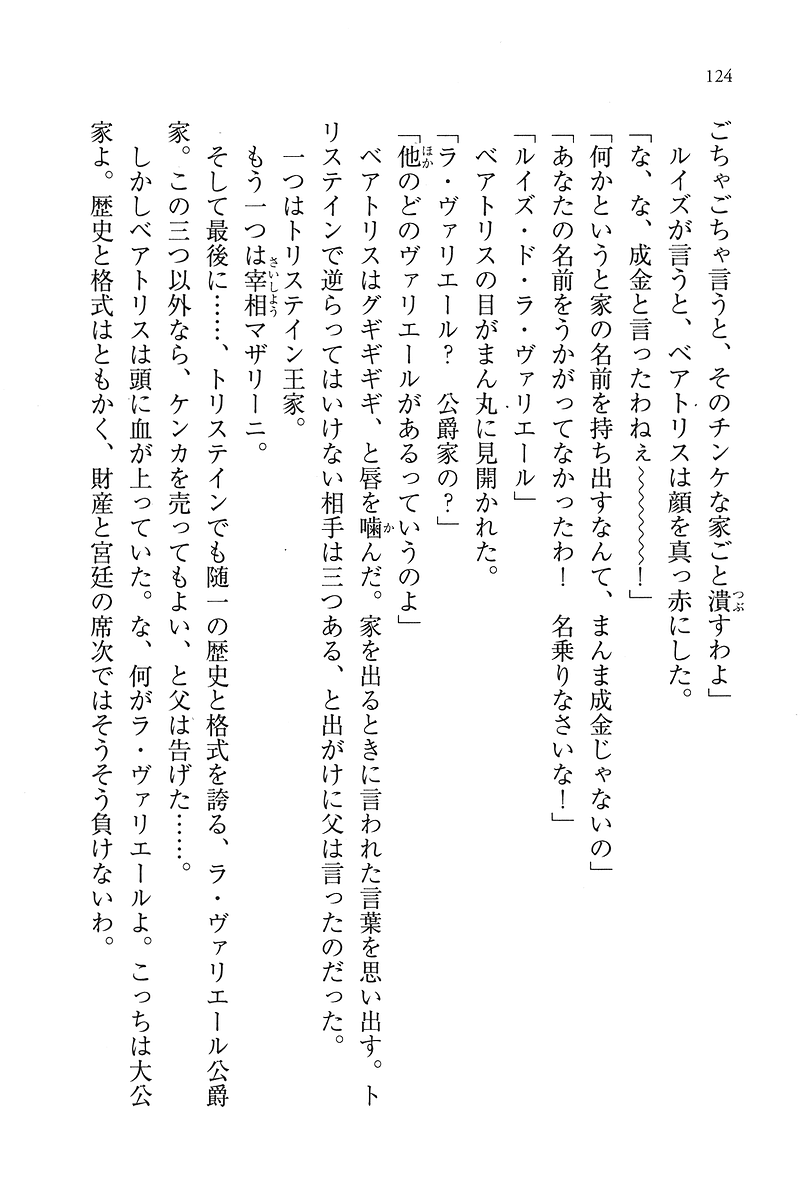 124
ごちゃごちゃ言うと、そのチンケな家ごと潰すわよ」
　ルイズが言うと、ベアトリスは顔を真っ赤にした。
「な、な、成金と言ったわねぇ～～～～～～！」
「何かというと家の名前を持ち出すなんて、まんま成金じゃないの」
「あなたの名前をうかがってなかったわ！　名乗りなさいな！」
「ルイズ・ド・ラ・ヴァリエール」
　ベアトリスの目がまん丸に見開かれた。
「ラ・ヴァリエール？　公爵家の？」
「他のどのヴァリエールがあるっていうのよ」
　ベアトリスはグギギギギ、と唇を噛んだ。家を出るときに言われた言葉を思い出す。ト
リステインで逆らってはいけない相手は三つある、と出がけに父は言ったのだった。
　一つはトリステイン王家。
　もう一つは宰相マザリーニ。
　そして最後に……、トリステインでも随一の歴史と格式を誇る、ラ・ヴァリエール公爵
家。この三つ以外なら、ケンカを売ってもよい、と父は告げた……。
　しかしベアトリスは頭に血が上っていた。な、何がラ・ヴァリエールよ。こっちは大公
家よ。歴史と格式はともかく、財産と宮廷の席次ではそうそう負けないわ。